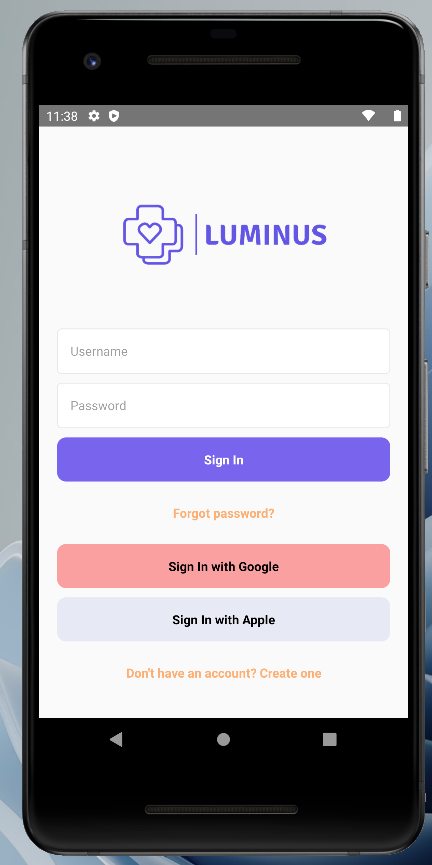 11:38
LUMINUS
Username
Password
Sign In
Forgot password?
Sign In with Google
Sign In with Apple
Don't have an account? Create one